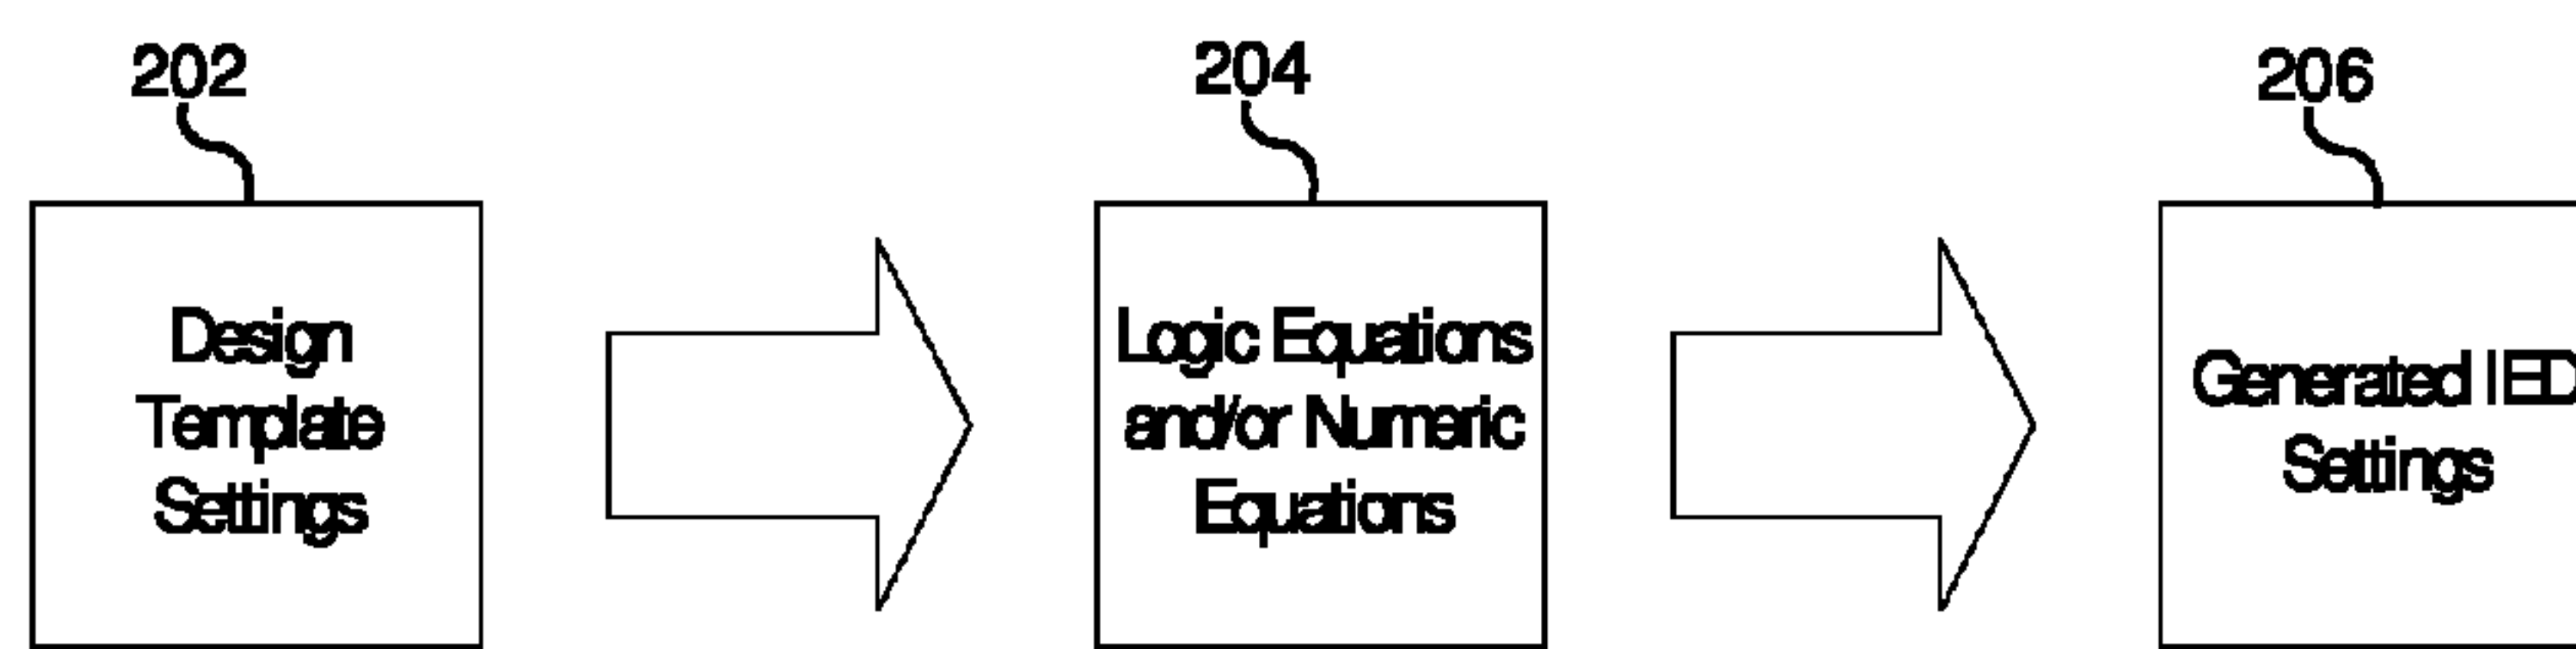 202
204
206
Design
Template
Settings
Logic Equations
and/or Numeric
Equations
Generated IED
Settings